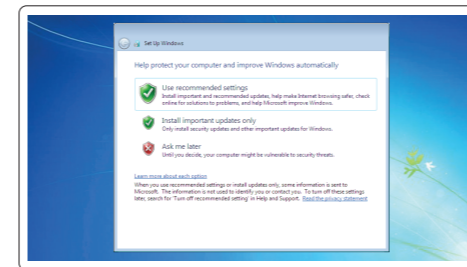 Set Up Windows
Help protect your computer and improve Windows automatically
Use recommended settings
Install important and recommended updates, help make Internet browsing safer, check
online for solutions to problems, and help Microsoft improve Windows.
Install important updates only
Only install security updates and other important updates for Windows.
Ask me later
Until you decide, your computer might be vulnerable to security threats.
Learn more about each option
When you use recommended settings or install updates only, some information is sent to
Microsoft. The information is not used to identify you or contact you. To turn off these settings
later, search for 'Turn off recommended setting' in Help and Support. Read the privacy statement